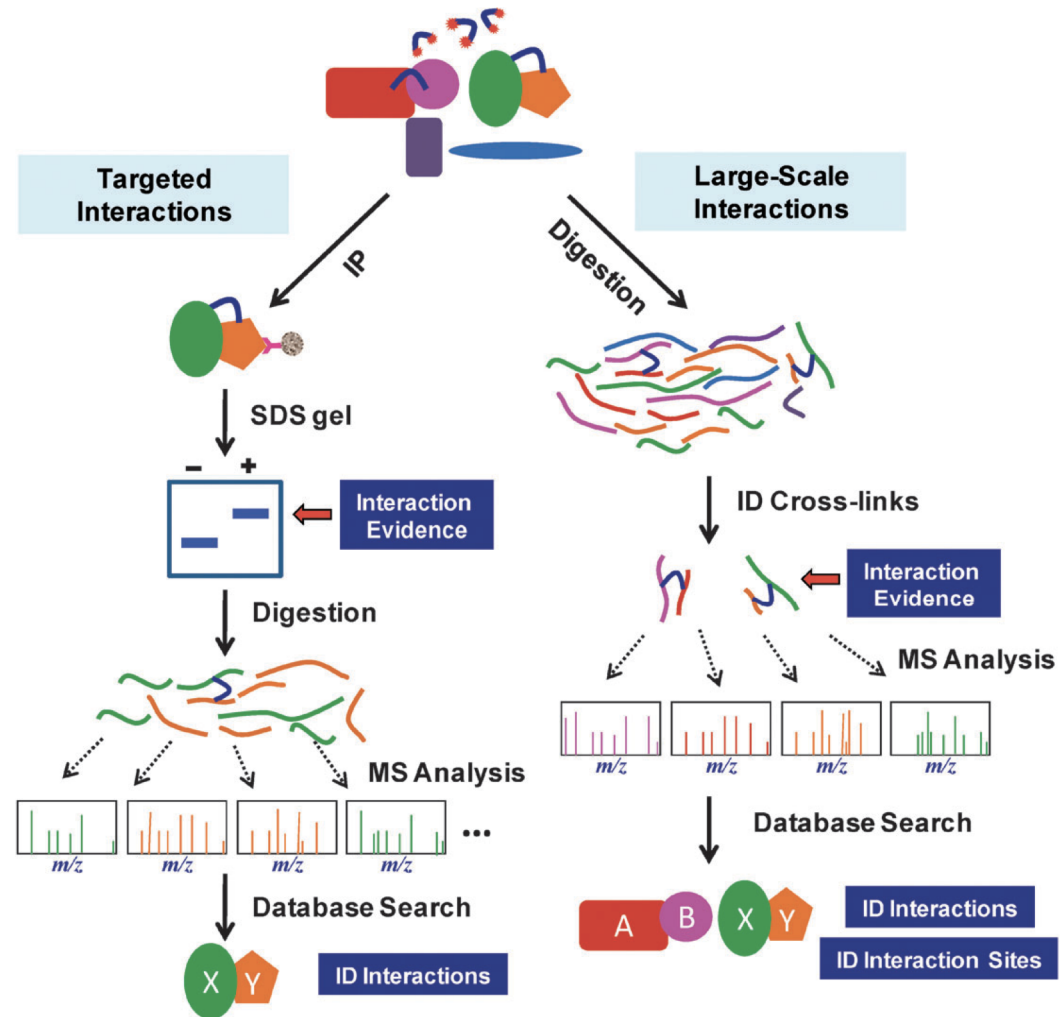 Targeted
Interactions
Large-Scale
Interactions
IP
Digestion
SDS gel
− +
Interaction
Evidence
Digestion
MS Analysis
m/z m/z m/z m/z
...
Database Search
X Y
ID Interactions
ID Cross-links
Interaction
Evidence
MS Analysis
m/z m/z m/z m/z
Database Search
A B X Y
ID Interactions
ID Interaction Sites